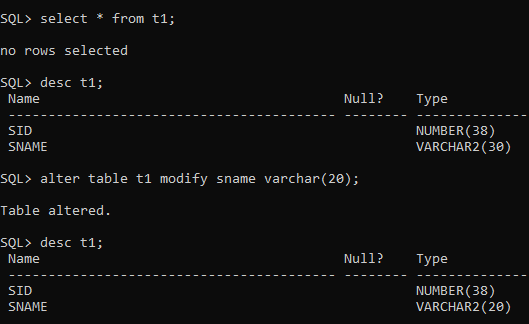 SQL> select * from t1;
no rows selected
SQL> desc t1;
Name Null? Type
----------------------------------------- -------- --------------
SID NUMBER(38)
SNAME VARCHAR2(30)
SQL> alter table t1 modify sname varchar(20);
Table altered.
SQL> desc t1;
Name Null? Type
----------------------------------------- -------- --------------
SID NUMBER(38)
SNAME VARCHAR2(20)